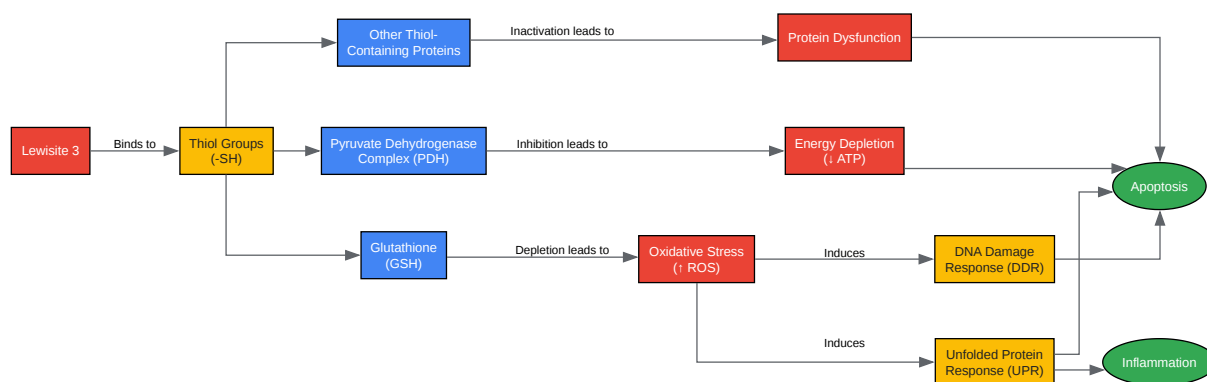 Other Thiol-
Containing Proteins
Inactivation leads to
Protein Dysfunction
Lewisite 3
Binds to
Thiol Groups
(-SH)
Pyruvate Dehydrogenase
Complex (PDH)
Inhibition leads to
Energy Depletion
(↓ ATP)
Apoptosis
Glutathione
(GSH)
Depletion leads to
Oxidative Stress
(↑ ROS)
Induces
DNA Damage
Response (DDR)
Induces
Unfolded Protein
Response (UPR)
Inflammation